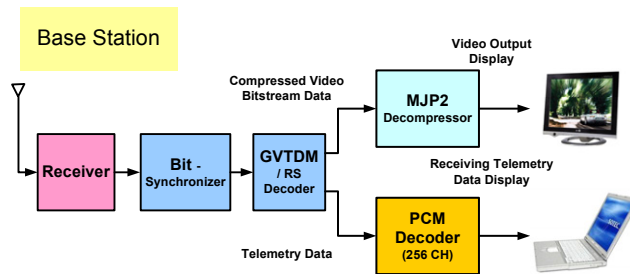 Base Station
Video Output
Display
Compressed Video
Bitstream Data
MJP2
Decompressor
Receiver
Bit -
Synchronizer
GVTDM
/ RS
Decoder
Receiving Telemetry
Data Display
Telemetry Data
PCM
Decoder
(256 CH)